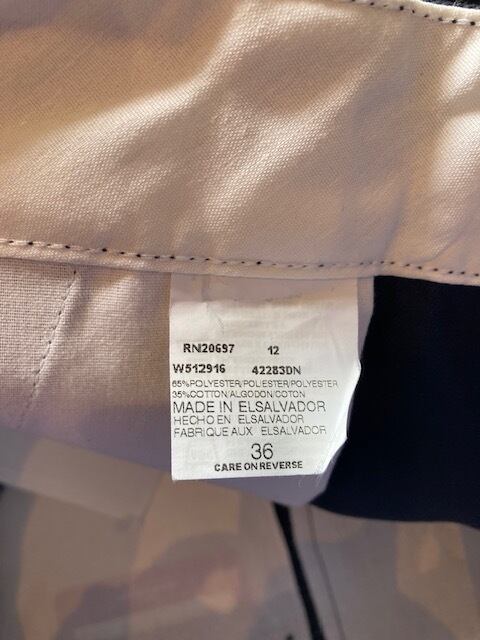 RN20697 12
W512916 42283DN
65%POLYESTER/POLIESTER/POLYESTER
35%COTTON/ALGODON/COTON
MADE IN ELSALVADOR
HECHO EN ELSALVADOR
FABRIQUE AUX ELSALVADOR
36
CARE ON REVERSE